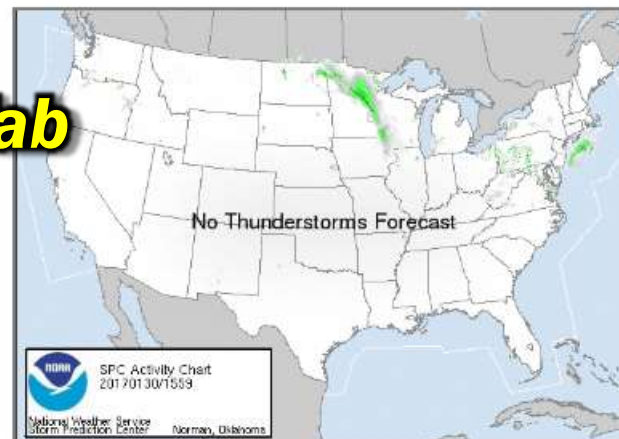 ab
No Thunderstorms Forecast
NOAA
SPC Activity Chart
20170130/1559
National Weather Service
Storm Prediction Center Norman, Oklahoma